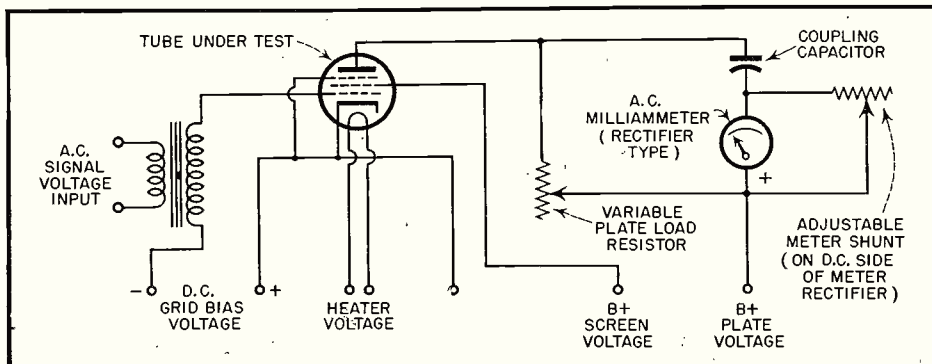 TUBE UNDER TEST
COUPLING
CAPACITOR
A.C.
MILLIAMMETER
(RECTIFIER
TYPE)
+
A.C.
SIGNAL
VOLTAGE
INPUT
VARIABLE
PLATE LOAD
RESISTOR
ADJUSTABLE
METER SHUNT
(ON D.C. SIDE
OF METER
RECTIFIER)
-
D.C.
GRID BIAS
VOLTAGE
+
HEATER
VOLTAGE
B+
SCREEN
VOLTAGE
B+
PLATE
VOLTAGE